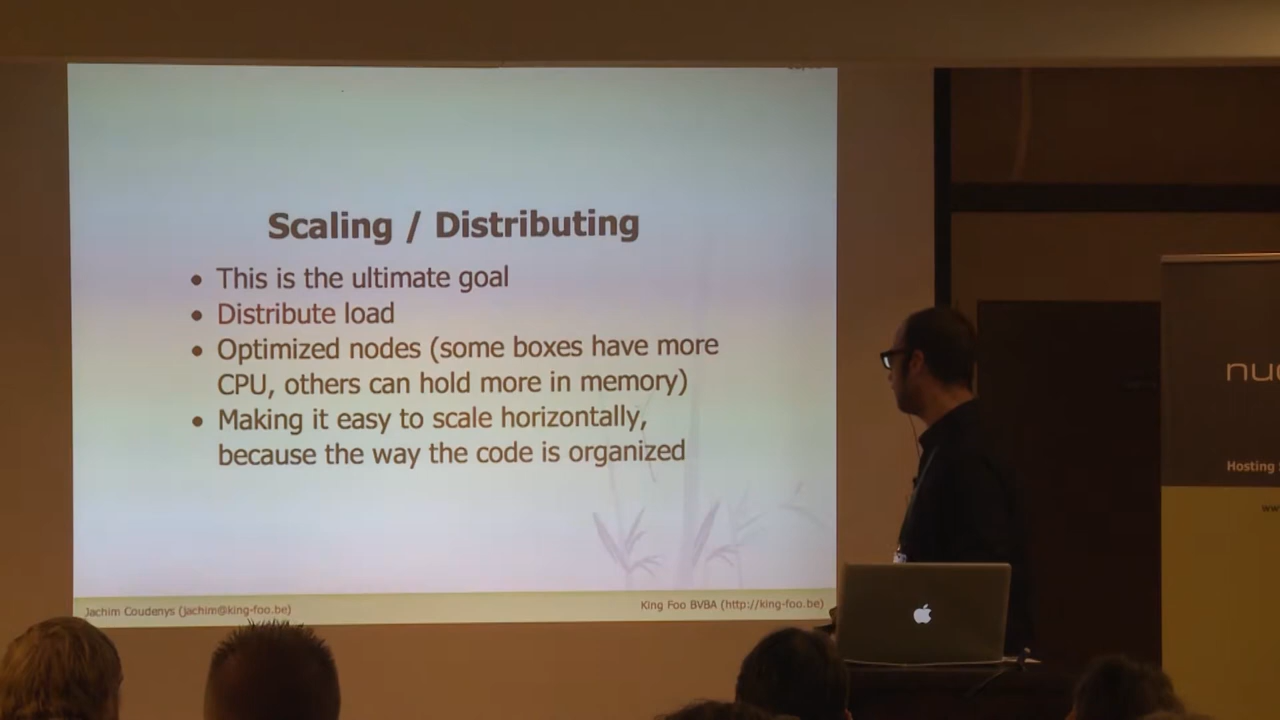 Scaling / Distributing
• This is the ultimate goal
• Distribute load
• Optimized nodes (some boxes have more
CPU, others can hold more in memory)
• Making it easy to scale horizontally,
because the way the code is organized
Jachim Coudenys (jachim@king-foo.be)
King Foo BVBA (http://king-foo.be)
Hosting